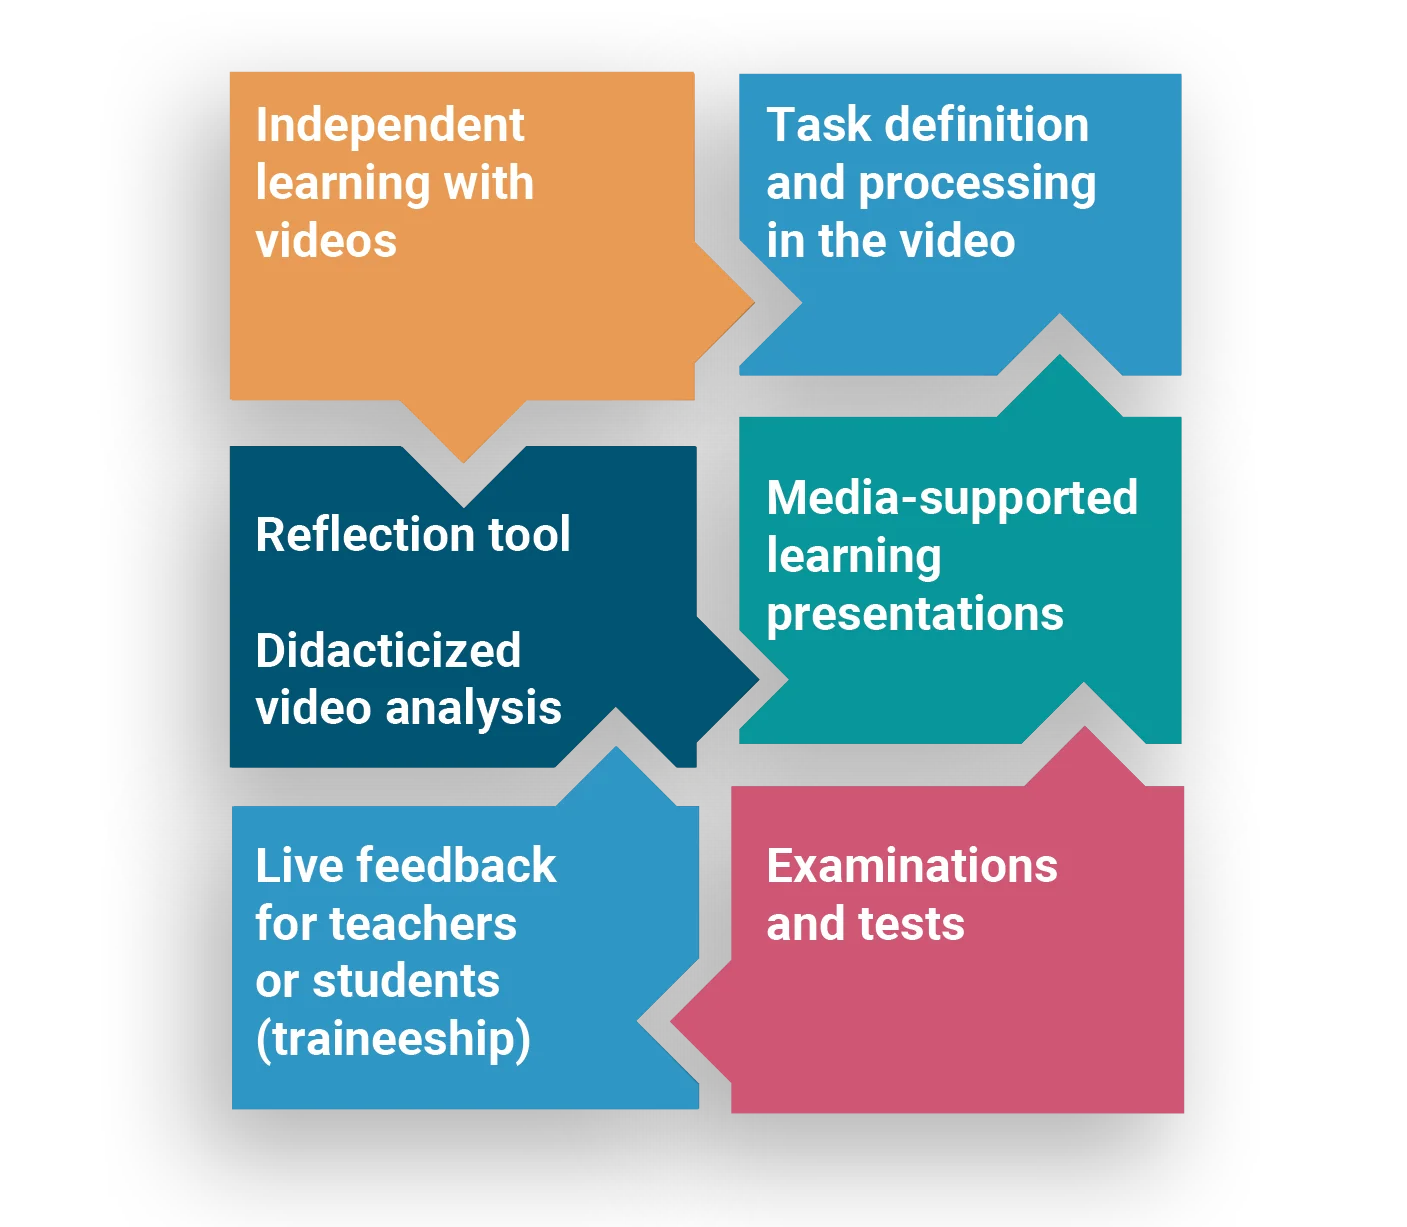 Independent
learning with
videos
Task definition
and processing
in the video
Reflection tool
Didacticized
video analysis
Media-supported
learning
presentations
Live feedback
for teachers
or students
(traineeship)
Examinations
and tests